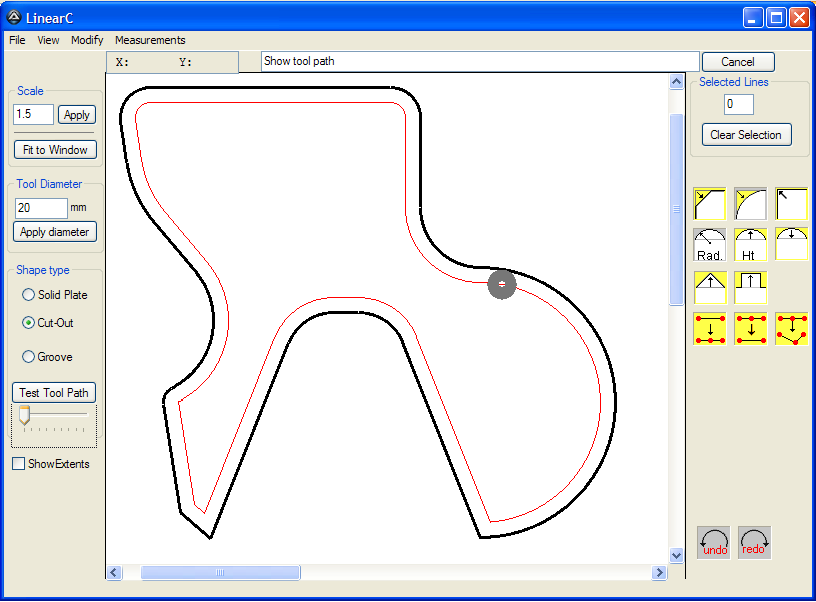 LinearC
File View Modify Measurements
X: Y:
Show tool path
Cancel
Scale
1.5
Apply
Fit to Window
Tool Diameter
20 mm
Apply diameter
Shape type
Solid Plate
Cut-Out
Groove
Test Tool Path
ShowExtents
Selected Lines
0
Clear Selection
Rad.
Ht
undo
redo